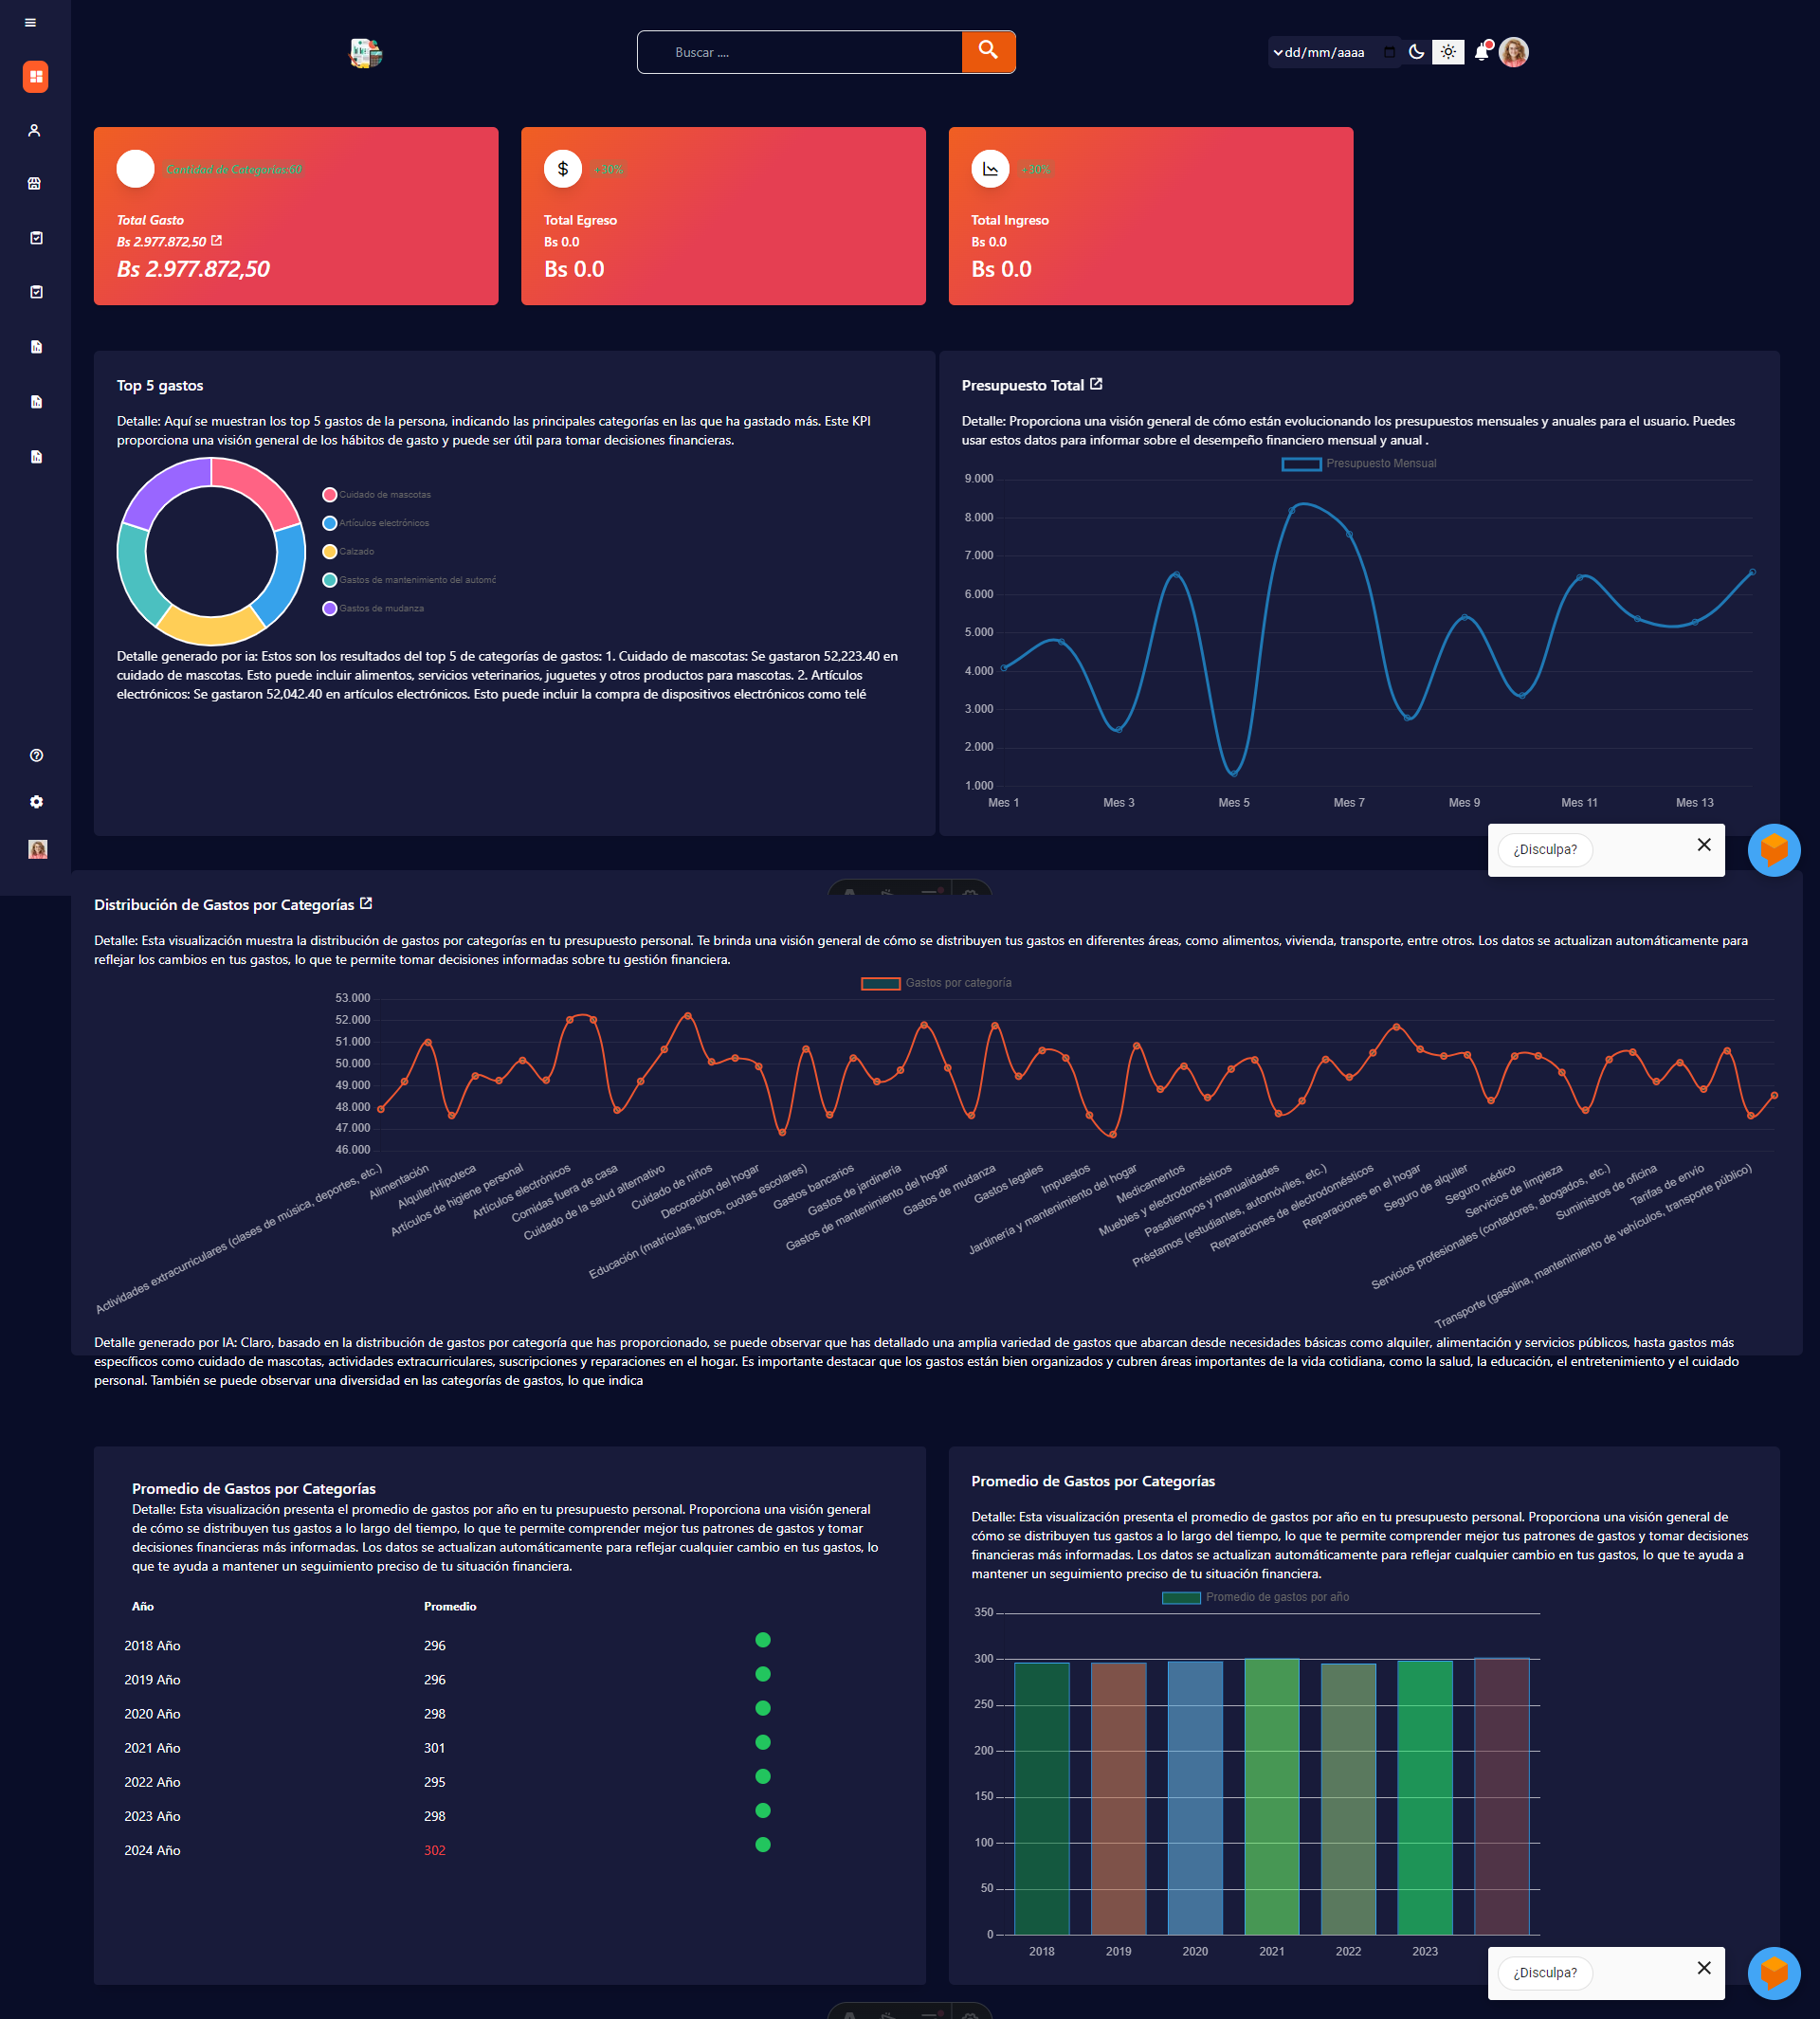 Buscar ....
dd/mm/aaaa
Cantidad de Categorías:60
Total Gasto
Bs 2.977.872,50
Bs 2.977.872,50
$
+30%
Total Egreso
Bs 0.0
Bs 0.0
+30%
Total Ingreso
Bs 0.0
Bs 0.0
Top 5 gastos
Detalle: Aquí se muestran los top 5 gastos de la persona, indicando las principales categorías en las que ha gastado más. Este KPI
proporciona una visión general de los hábitos de gasto y puede ser útil para tomar decisiones financieras.
Cuidado de mascotas
Artículos electrónicos
Calzado
Gastos de mantenimiento del automó
Gastos de mudanza
Detalle generado por ia: Estos son los resultados del top 5 de categorías de gastos: 1. Cuidado de mascotas: Se gastaron 52,223.40 en
cuidado de mascotas. Esto puede incluir alimentos, servicios veterinarios, juguetes y otros productos para mascotas. 2. Artículos
electrónicos: Se gastaron 52,042.40 en artículos electrónicos. Esto puede incluir la compra de dispositivos electrónicos como telé
Presupuesto Total
Detalle: Proporciona una visión general de cómo están evolucionando los presupuestos mensuales y anuales para el usuario. Puedes
usar estos datos para informar sobre el desempeño financiero mensual y anual .
Presupuesto Mensual
9.000
8.000
7.000
6.000
5.000
4.000
3.000
2.000
1.000
Mes 1
Mes 3
Mes 5
Mes 7
Mes 9
Mes 11
Mes 13
¿Disculpa?
Distribución de Gastos por Categorías
Detalle: Esta visualización muestra la distribución de gastos por categorías en tu presupuesto personal. Te brinda una visión general de cómo se distribuyen tus gastos en diferentes áreas, como alimentos, vivienda, transporte, entre otros. Los datos se actualizan automáticamente para
reflejar los cambios en tus gastos, lo que te permite tomar decisiones informadas sobre tu gestión financiera.
Gastos por categoría
53.000
52.000
51.000
50.000
49.000
48.000
47.000
46.000
Actividades extracurriculares (clases de música, deportes, etc.)
Alimentación
Alquiler/Hipoteca
Artículos de higiene personal
Artículos electrónicos
Comidas fuera de casa
Cuidado de la salud alternativo
Cuidado de niños
Decoración del hogar
Educación (matrículas, libros, cuotas escolares)
Gastos bancarios
Gastos de jardinería
Gastos de mantenimiento del hogar
Gastos de mudanza
Gastos legales
Impuestos
Jardinería y mantenimiento del hogar
Medicamentos
Muebles y electrodomésticos
Pasatiempos y manualidades
Préstamos (estudiantes, automóviles, etc.)
Reparaciones de electrodomésticos
Reparaciones en el hogar
Seguro de alquiler
Seguro médico
Servicios de limpieza
Servicios profesionales (contadores, abogados, etc.)
Suministros de oficina
Tarifas de envío
Transporte (gasolina, mantenimiento de vehículos, transporte público)
Detalle generado por IA: Claro, basado en la distribución de gastos por categoría que has proporcionado, se puede observar que has detallado una amplia variedad de gastos que abarcan desde necesidades básicas como alquiler, alimentación y servicios públicos, hasta gastos más
específicos como cuidado de mascotas, actividades extracurriculares, suscripciones y reparaciones en el hogar. Es importante destacar que los gastos están bien organizados y cubren áreas importantes de la vida cotidiana, como la salud, la educación, el entretenimiento y el cuidado
personal. También se puede observar una diversidad en las categorías de gastos, lo que indica
Promedio de Gastos por Categorías
Detalle: Esta visualización presenta el promedio de gastos por año en tu presupuesto personal. Proporciona una visión general
de cómo se distribuyen tus gastos a lo largo del tiempo, lo que te permite comprender mejor tus patrones de gastos y tomar
decisiones financieras más informadas. Los datos se actualizan automáticamente para reflejar cualquier cambio en tus gastos, lo
que te ayuda a mantener un seguimiento preciso de tu situación financiera.
Año Promedio
2018 Año 296
2019 Año 296
2020 Año 298
2021 Año 301
2022 Año 295
2023 Año 298
2024 Año 302
Promedio de Gastos por Categorías
Detalle: Esta visualización presenta el promedio de gastos por año en tu presupuesto personal. Proporciona una visión general de
cómo se distribuyen tus gastos a lo largo del tiempo, lo que te permite comprender mejor tus patrones de gastos y tomar decisiones
financieras más informadas. Los datos se actualizan automáticamente para reflejar cualquier cambio en tus gastos, lo que te ayuda a
mantener un seguimiento preciso de tu situación financiera.
Promedio de gastos por año
350
300
250
200
150
100
50
0
2018
2019
2020
2021
2022
2023
¿Disculpa?